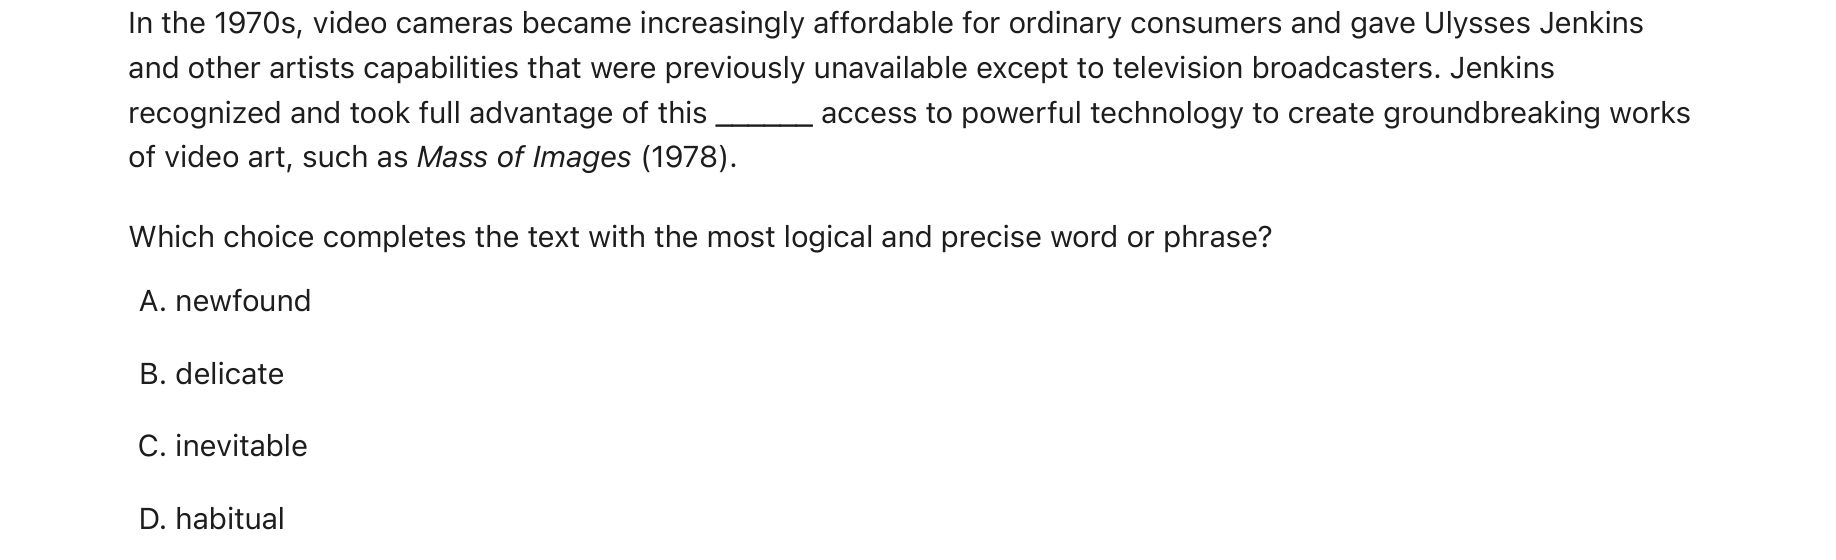 In the 1970s, video cameras became increasingly affordable for ordinary consumers and gave Ulysses Jenkins
and other artists capabilities that were previously unavailable except to television broadcasters. Jenkins
recognized and took full advantage of this ______ access to powerful technology to create groundbreaking works
of video art, such as Mass of Images (1978).
Which choice completes the text with the most logical and precise word or phrase?
A. newfound
B. delicate
C. inevitable
D. habitual